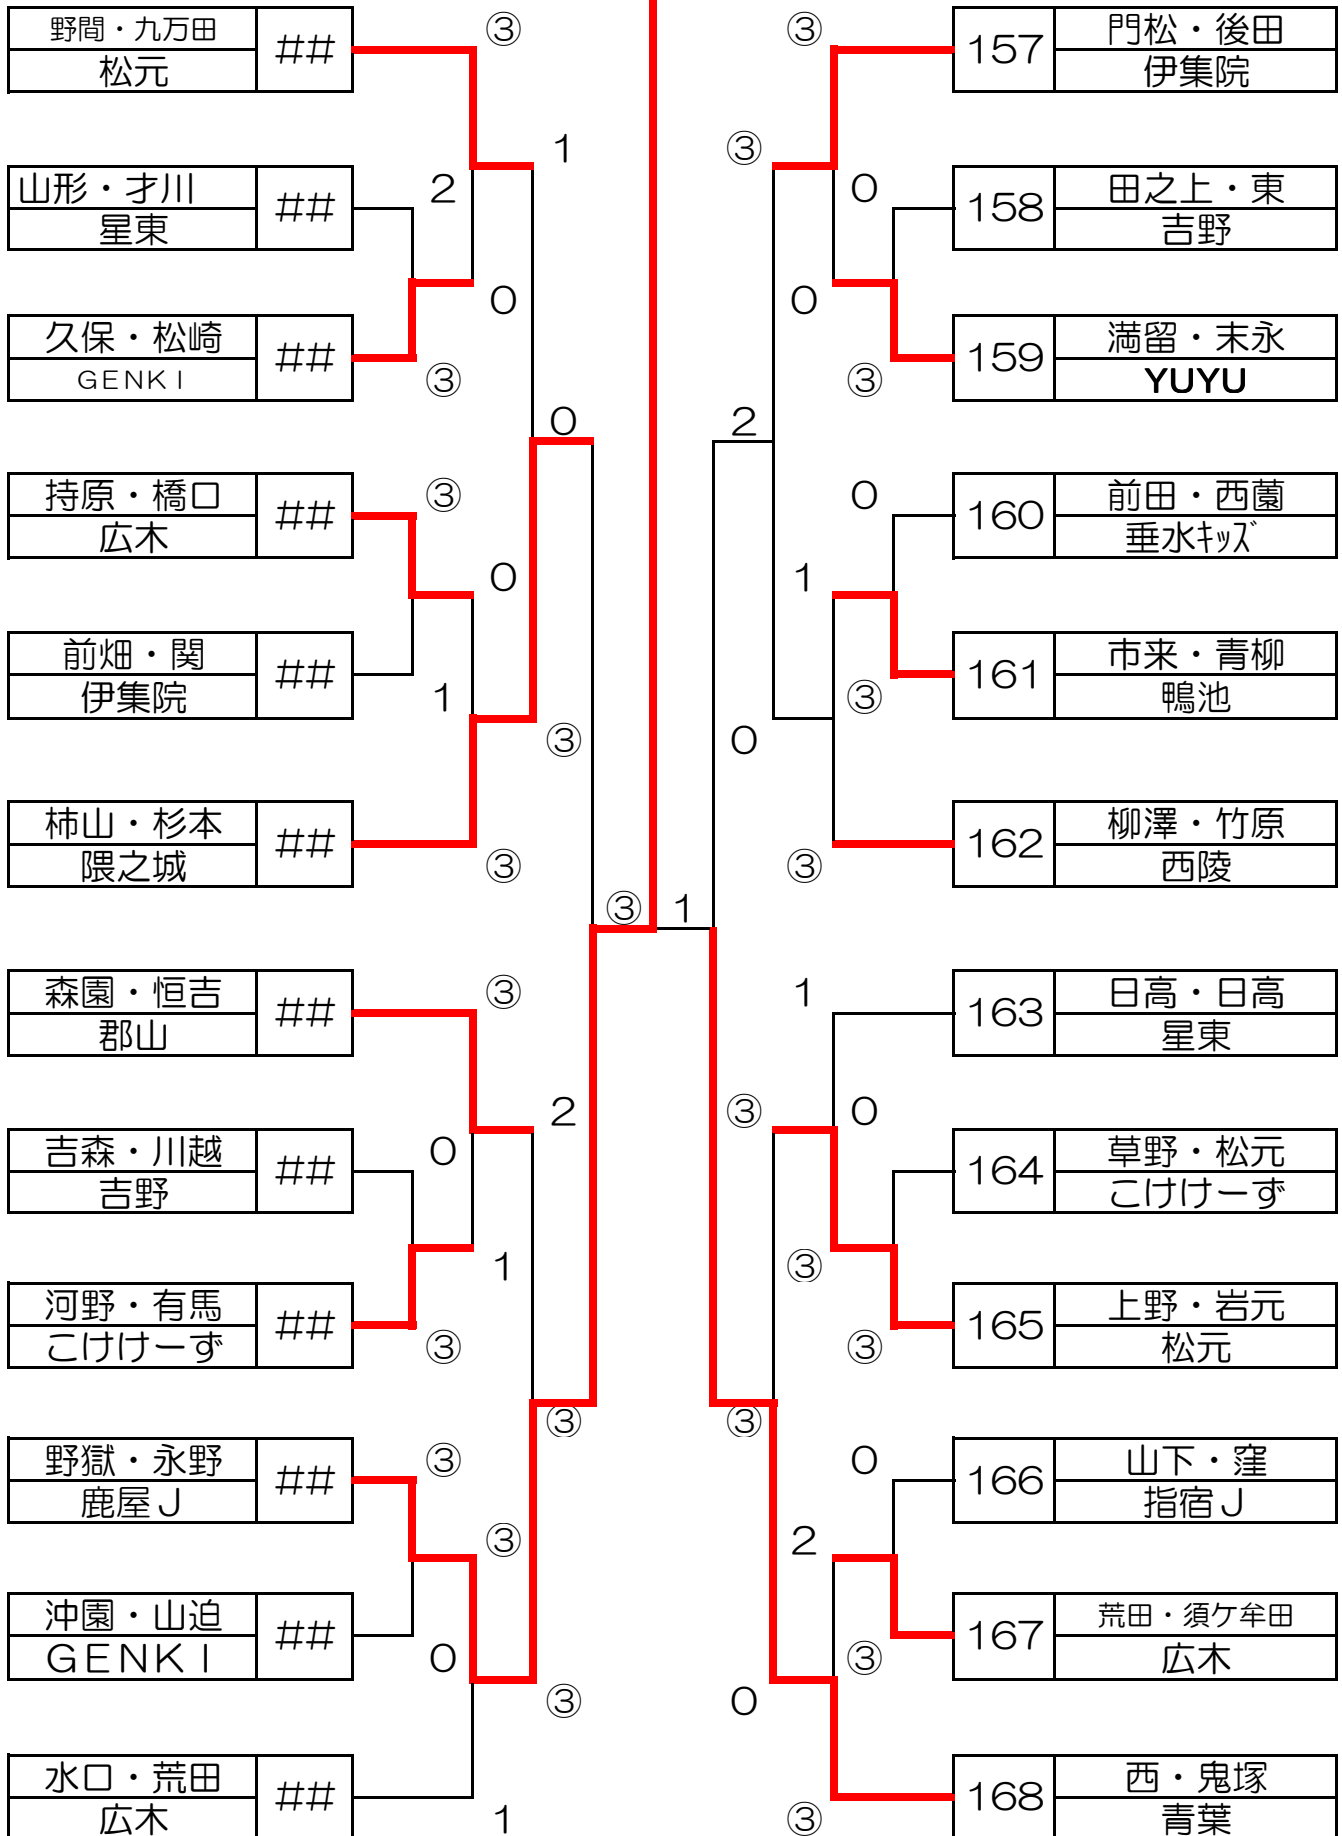 野間・九万田
松元
##
③
1
山形・才川
星東
##
2
0
久保・松崎
GENKI
##
③
0
持原・橋口
広木
##
③
0
前畑・関
伊集院
##
1
③
柿山・杉本
隈之城
##
③
③
1
森園・恒吉
郡山
##
③
2
吉森・川越
吉野
##
0
1
河野・有馬
こけけーず
##
③
③
野獄・永野
鹿屋J
##
③
③
沖園・山迫
GENKI
##
0
③
水口・荒田
広木
##
1
③
157
門松・後田
伊集院
③
0
158
田之上・東
吉野
0
159
満留・末永
YUYU
③
2
0
160
前田・西薗
垂水キッズ
1
161
市来・青柳
鴨池
③
0
162
柳澤・竹原
西陵
③
1
163
日高・日高
星東
③
0
164
草野・松元
こけけーず
③
165
上野・岩元
松元
③
③
0
166
山下・窪
指宿J
2
167
荒田・須ケ牟田
広木
③
0
168
西・鬼塚
青葉
③